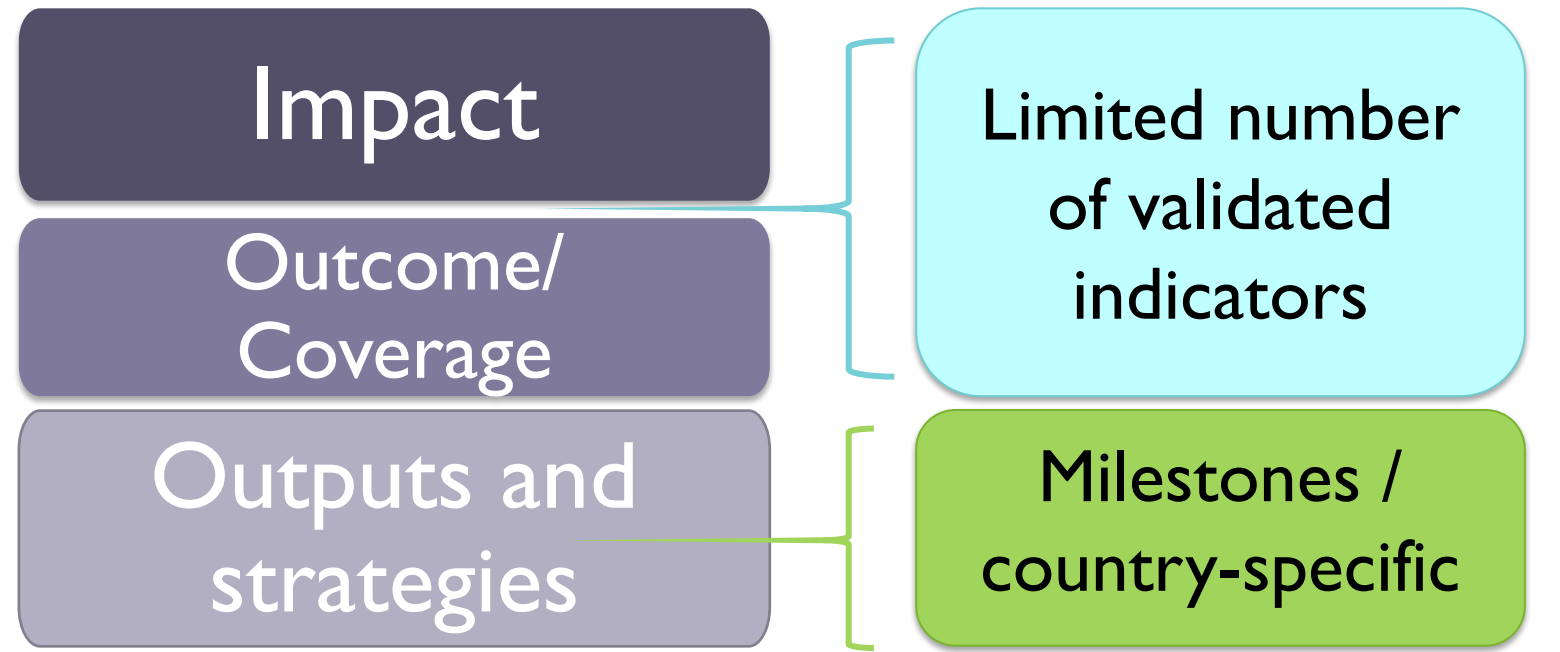 Impact
Outcome/
Coverage
Outputs and
strategies
Limited number
of validated
indicators
Milestones /
country-specific